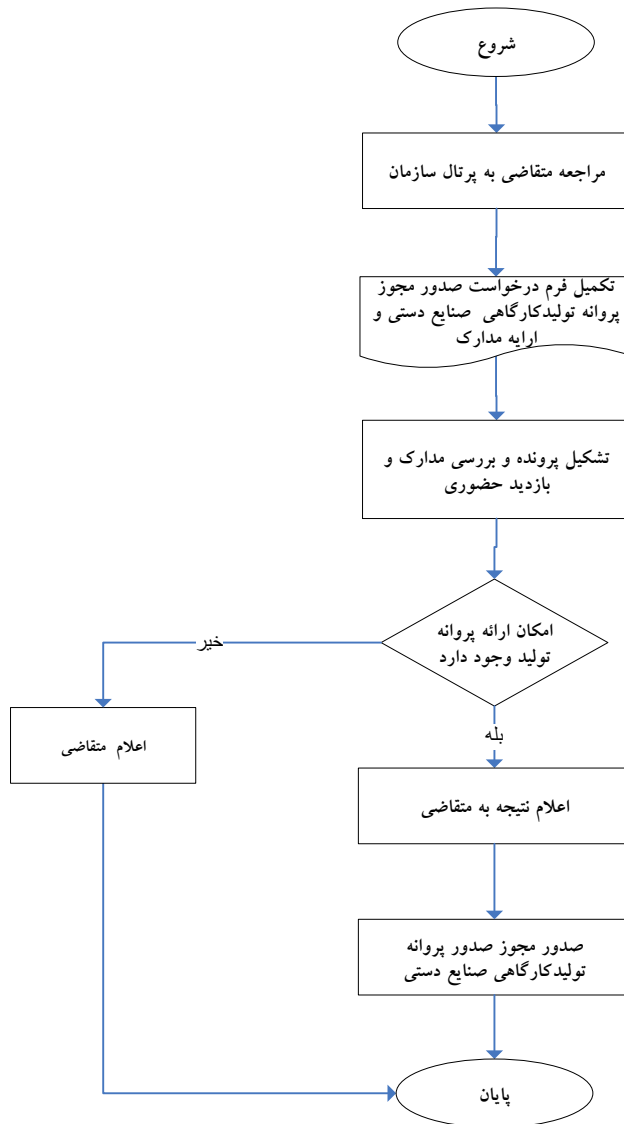 شروع
مراجعه متقاضی به پرتال سازمان
تکمیل فرم درخواست صدور مجوز
پروانه تولیدکارگاهی صنایع دستی و
ارایه مدارک
تشکیل پرونده و بررسی مدارک و
بازدید حضوری
امکان ارائه پروانه
تولید وجود دارد
خیر
بله
اعلام متقاضی
اعلام نتیجه به متقاضی
صدور مجوز صدور پروانه
تولیدکارگاهی صنایع دستی
پایان